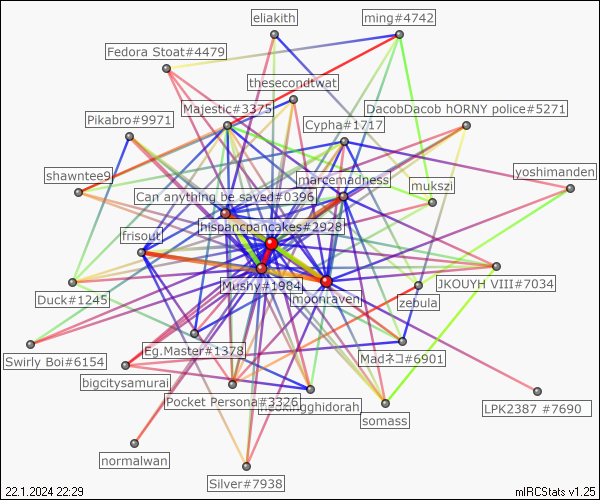 eliakith
ming#4742
Fedora Stoat#4479
thesecondtwat
Majestic#3375
DacobDacob hORNY police#5271
Pikabro#9971
Cypha#1717
yoshimanden
shawntee9
marcemadness
mukszi
Can anything be saved#0396
hispancpancakes#2928
frisout
Mushy#1984
JKOUYH VIII#7034
Duck#1245
moonraven
zebula
Eg.Master#1378
Madネコ#6901
Swirly Boi#6154
bigcitysamurai
Pocket Persona#3326
somass
LPK2387 #7690
normalwan
Silver#7938
22.1.2024 22:29
mIRCStats v1.25